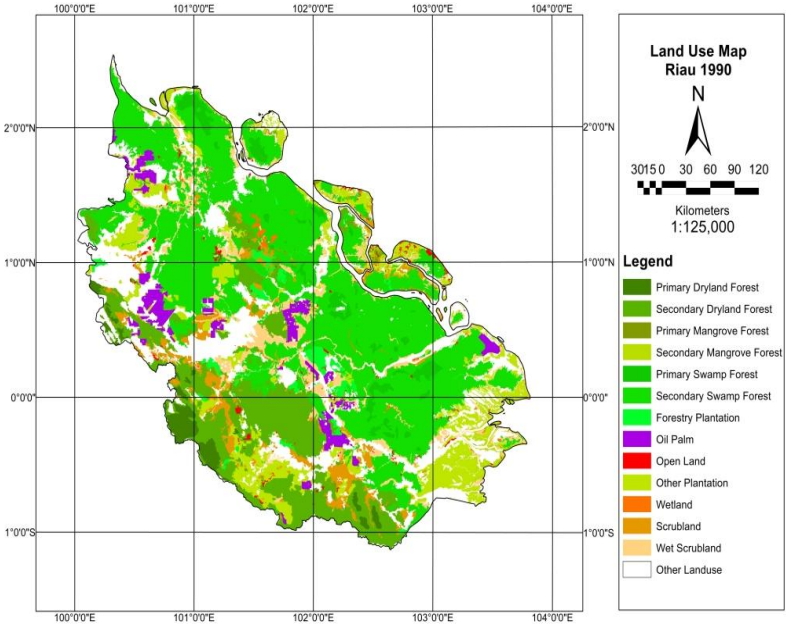 100°0'0"E 101°0'0"E 102°0'0"E 103°0'0"E 104°0'0"E
2°0'0"N 2°0'0"N
1°0'0"N 1°0'0"N
0°0'0" 0°0'0"
1°0'0"S 1°0'0"S
100°0'0"E 101°0'0"E 102°0'0"E 103°0'0"E 104°0'0"E
Land Use Map
Riau 1990
N
30 15 0 30 60 90 120
Kilometers
1:125,000
Legend
Primary Dryland Forest
Secondary Dryland Forest
Primary Mangrove Forest
Secondary Mangrove Forest
Primary Swamp Forest
Secondary Swamp Forest
Forestry Plantation
Oil Palm
Open Land
Other Plantation
Wetland
Scrubland
Wet Scrubland
Other Landuse